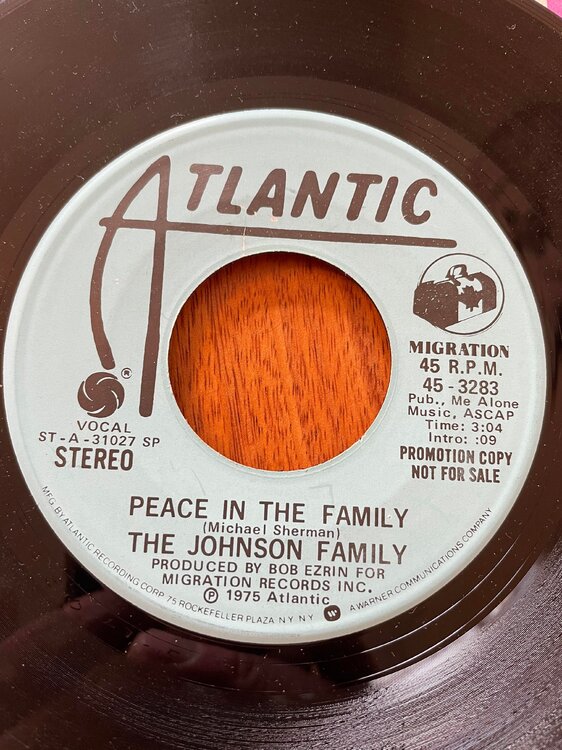 ATLANTIC
®
VOCAL
ST-A-31027 SP
STEREO
MIGRATION
45 R.P.M.
45-3283
Pub., Me Alone
Music, ASCAP
Time: 3:04
Intro: :09
PROMOTION COPY
NOT FOR SALE
PEACE IN THE FAMILY
(Michael Sherman)
THE JOHNSON FAMILY
PRODUCED BY BOB EZRIN FOR
MIGRATION RECORDS INC.
℗ 1975 Atlantic
MFG. BY ATLANTIC RECORDING CORP. 75 ROCKEFELLER PLAZA N.Y. N.Y. A WARNER COMMUNICATIONS COMPANY